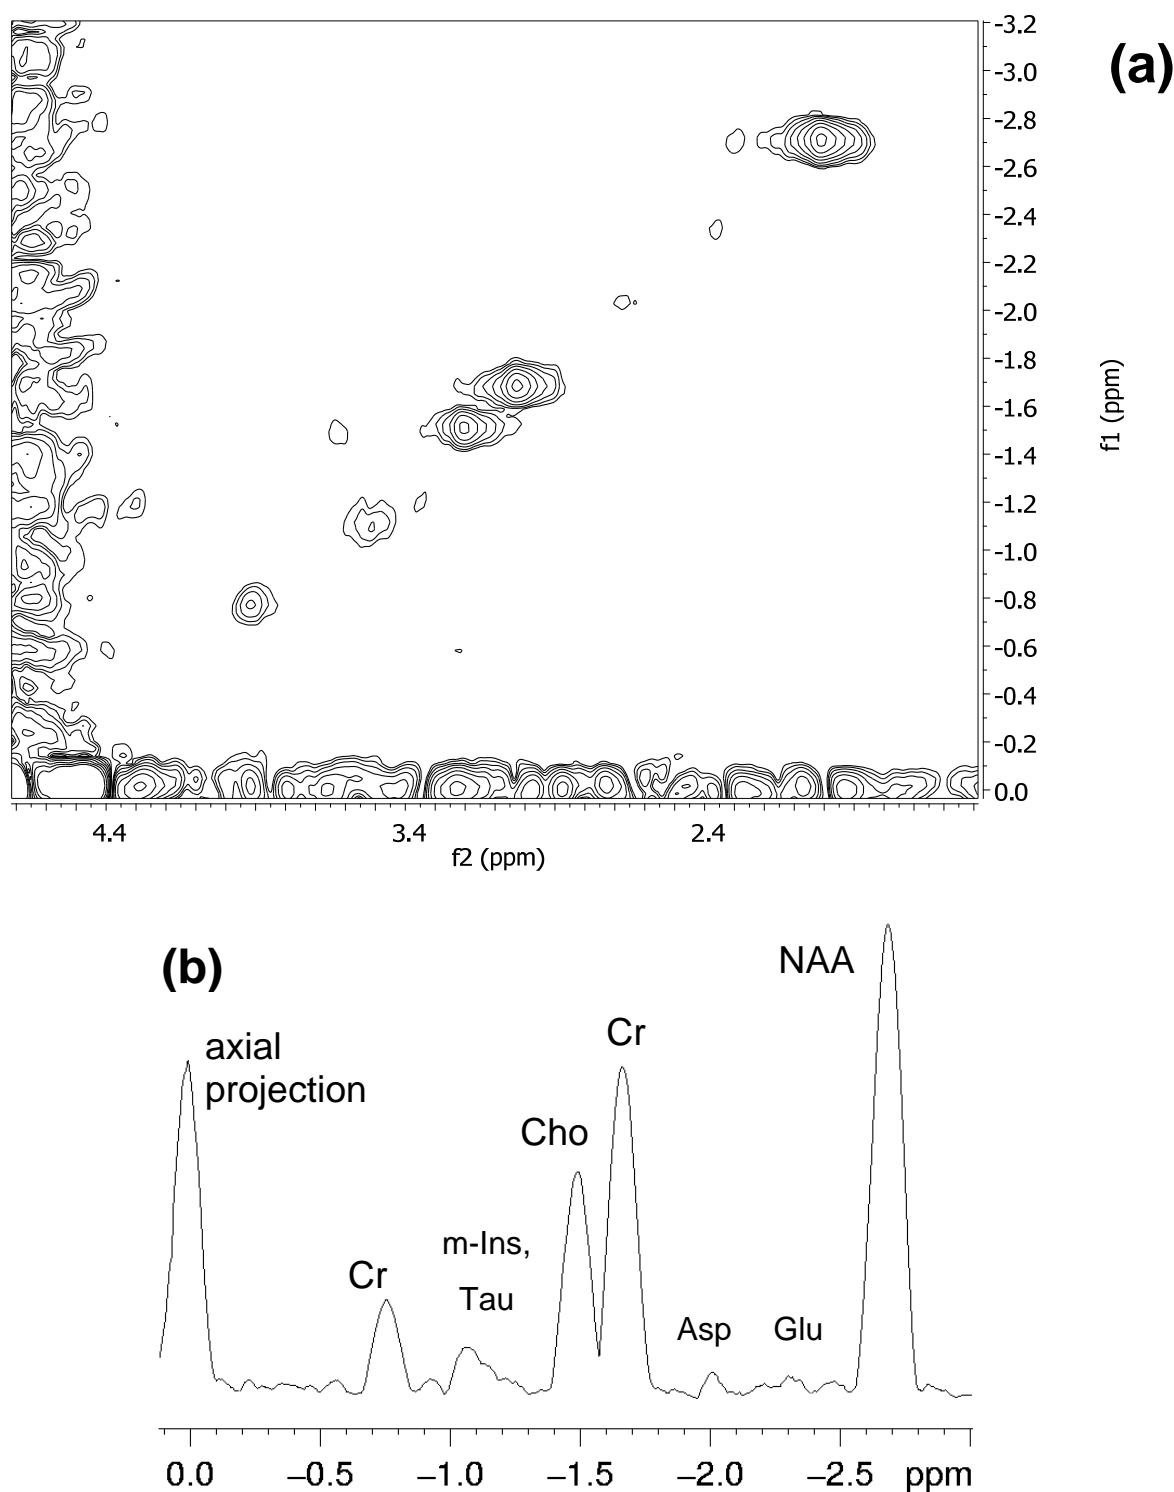 (a)
-3.2
-3.0
-2.8
-2.6
-2.4
-2.2
-2.0
-1.8
-1.6
-1.4
-1.2
-1.0
-0.8
-0.6
-0.4
-0.2
0.0
f1 (ppm)
4.4 3.4 2.4
f2 (ppm)
(b)
NAA
axial
projection
Cr
Cho
m-Ins,
Tau
Cr
Asp Glu
0.0 −0.5 −1.0 −1.5 −2.0 −2.5 ppm